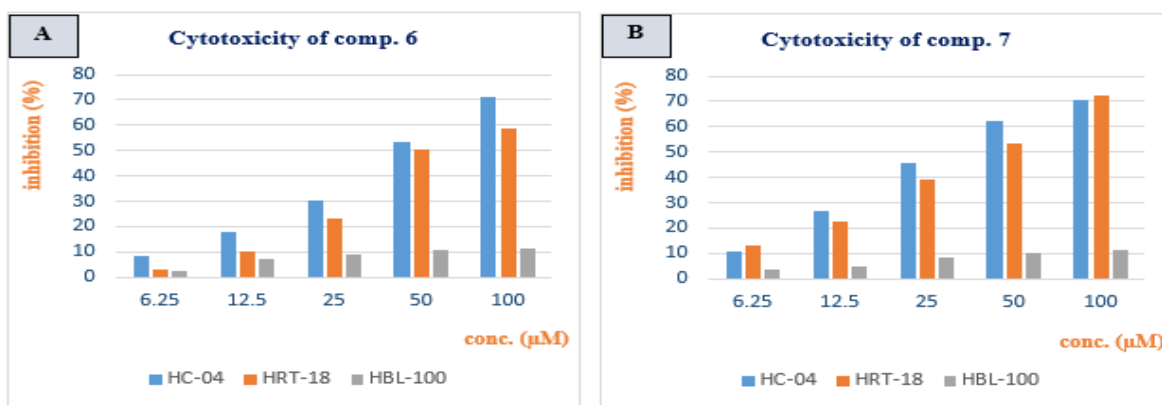 A
Cytotoxicity of comp. 6
inhibition (%)
80
70
60
50
40
30
20
10
0
6.25 12.5 25 50 100
conc. (µM)
HC-04 HRT-18 HBL-100
B
Cytotoxicity of comp. 7
inhibition (%)
80
70
60
50
40
30
20
10
0
6.25 12.5 25 50 100
conc. (µM)
HC-04 HRT-18 HBL-100